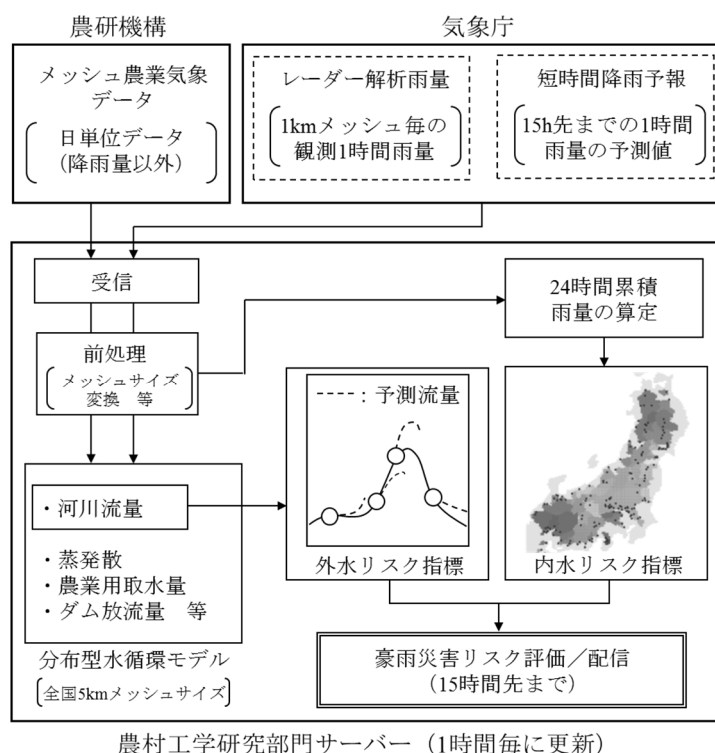 農研機構
メッシュ農業気象
データ
日単位データ
(降雨量以外)
気象庁
レーダー解析雨量
1kmメッシュ毎の
観測1時間雨量
短時間降雨予報
15h先までの1時間
雨量の予測値
受信
前処理
メッシュサイズ
変換 等
24時間累積
雨量の算定
・河川流量
・蒸発散
・農業用取水量
・ダム放流量 等
分布型水循環モデル
全国5kmメッシュサイズ
----：予測流量
外水リスク指標
内水リスク指標
豪雨災害リスク評価／配信
(15時間先まで)
農村工学研究部門サーバー（1時間毎に更新）